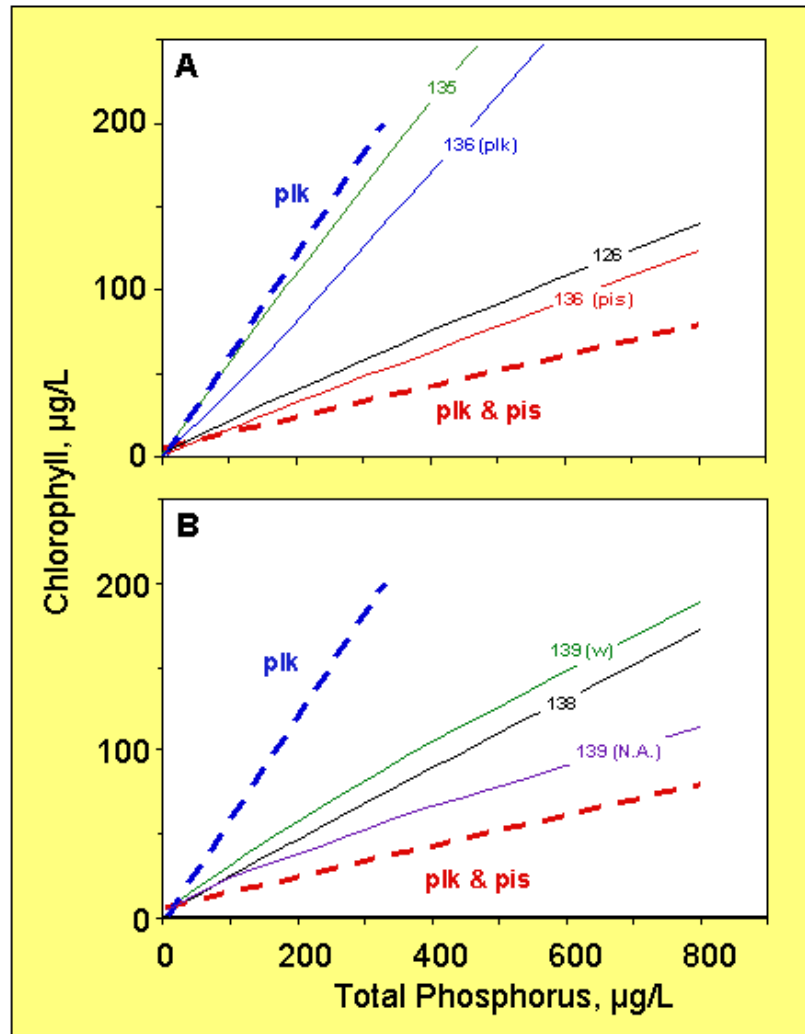 A
200
135
136 (plk)
plk
126
100
136 (pis)
plk & pis
0
B
200
139 (w)
plk
138
100
139 (N.A.)
plk & pis
0
0 200 400 600 800
Total Phosphorus, µg/L
Chlorophyll, µg/L